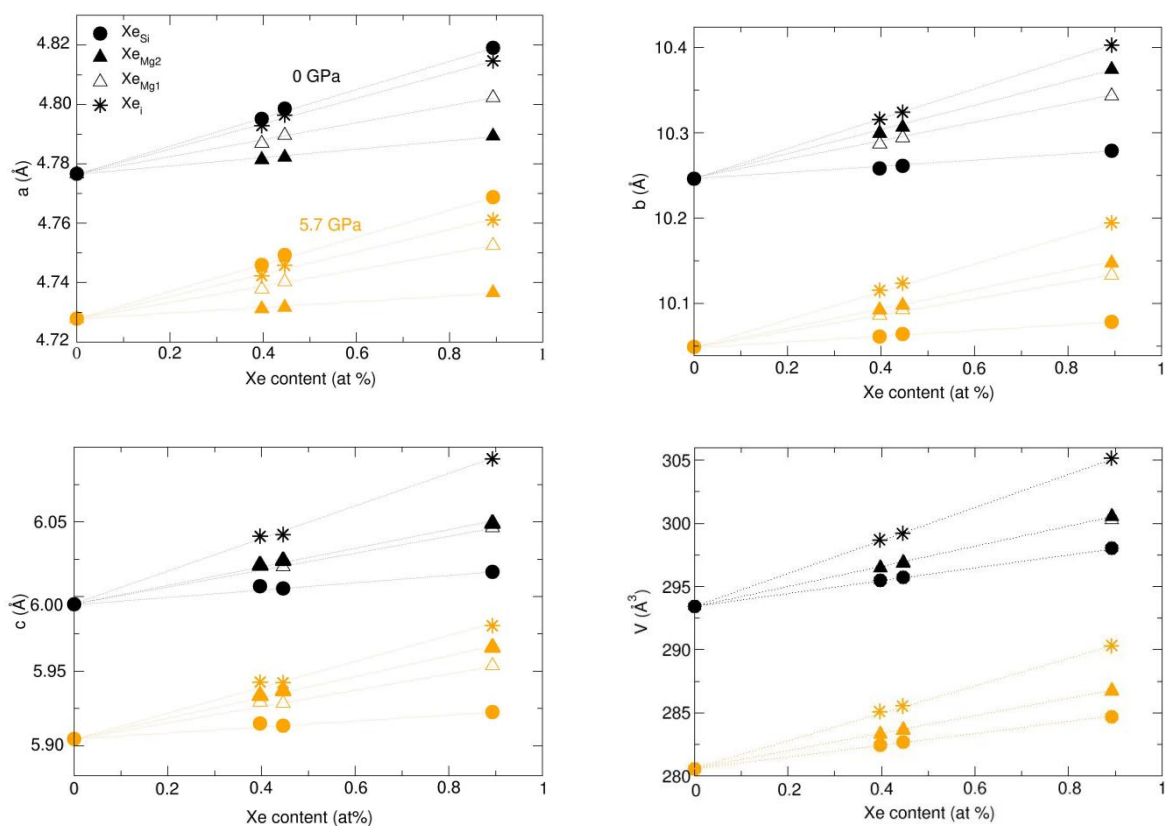 4.82
4.80
4.78
4.76
4.74
4.72
a (Å)
Xe_Si
Xe_Mg2
Xe_Mg1
Xe_i
0 GPa
5.7 GPa
0 0.2 0.4 0.6 0.8 1
Xe content (at %)
10.4
10.3
10.2
10.1
b (Å)
0 0.2 0.4 0.6 0.8 1
Xe content (at %)
6.05
6.00
5.95
5.90
c (Å)
0 0.2 0.4 0.6 0.8 1
Xe content (at%)
305
300
295
290
285
280
V (Å³)
0 0.2 0.4 0.6 0.8 1
Xe content (at %)